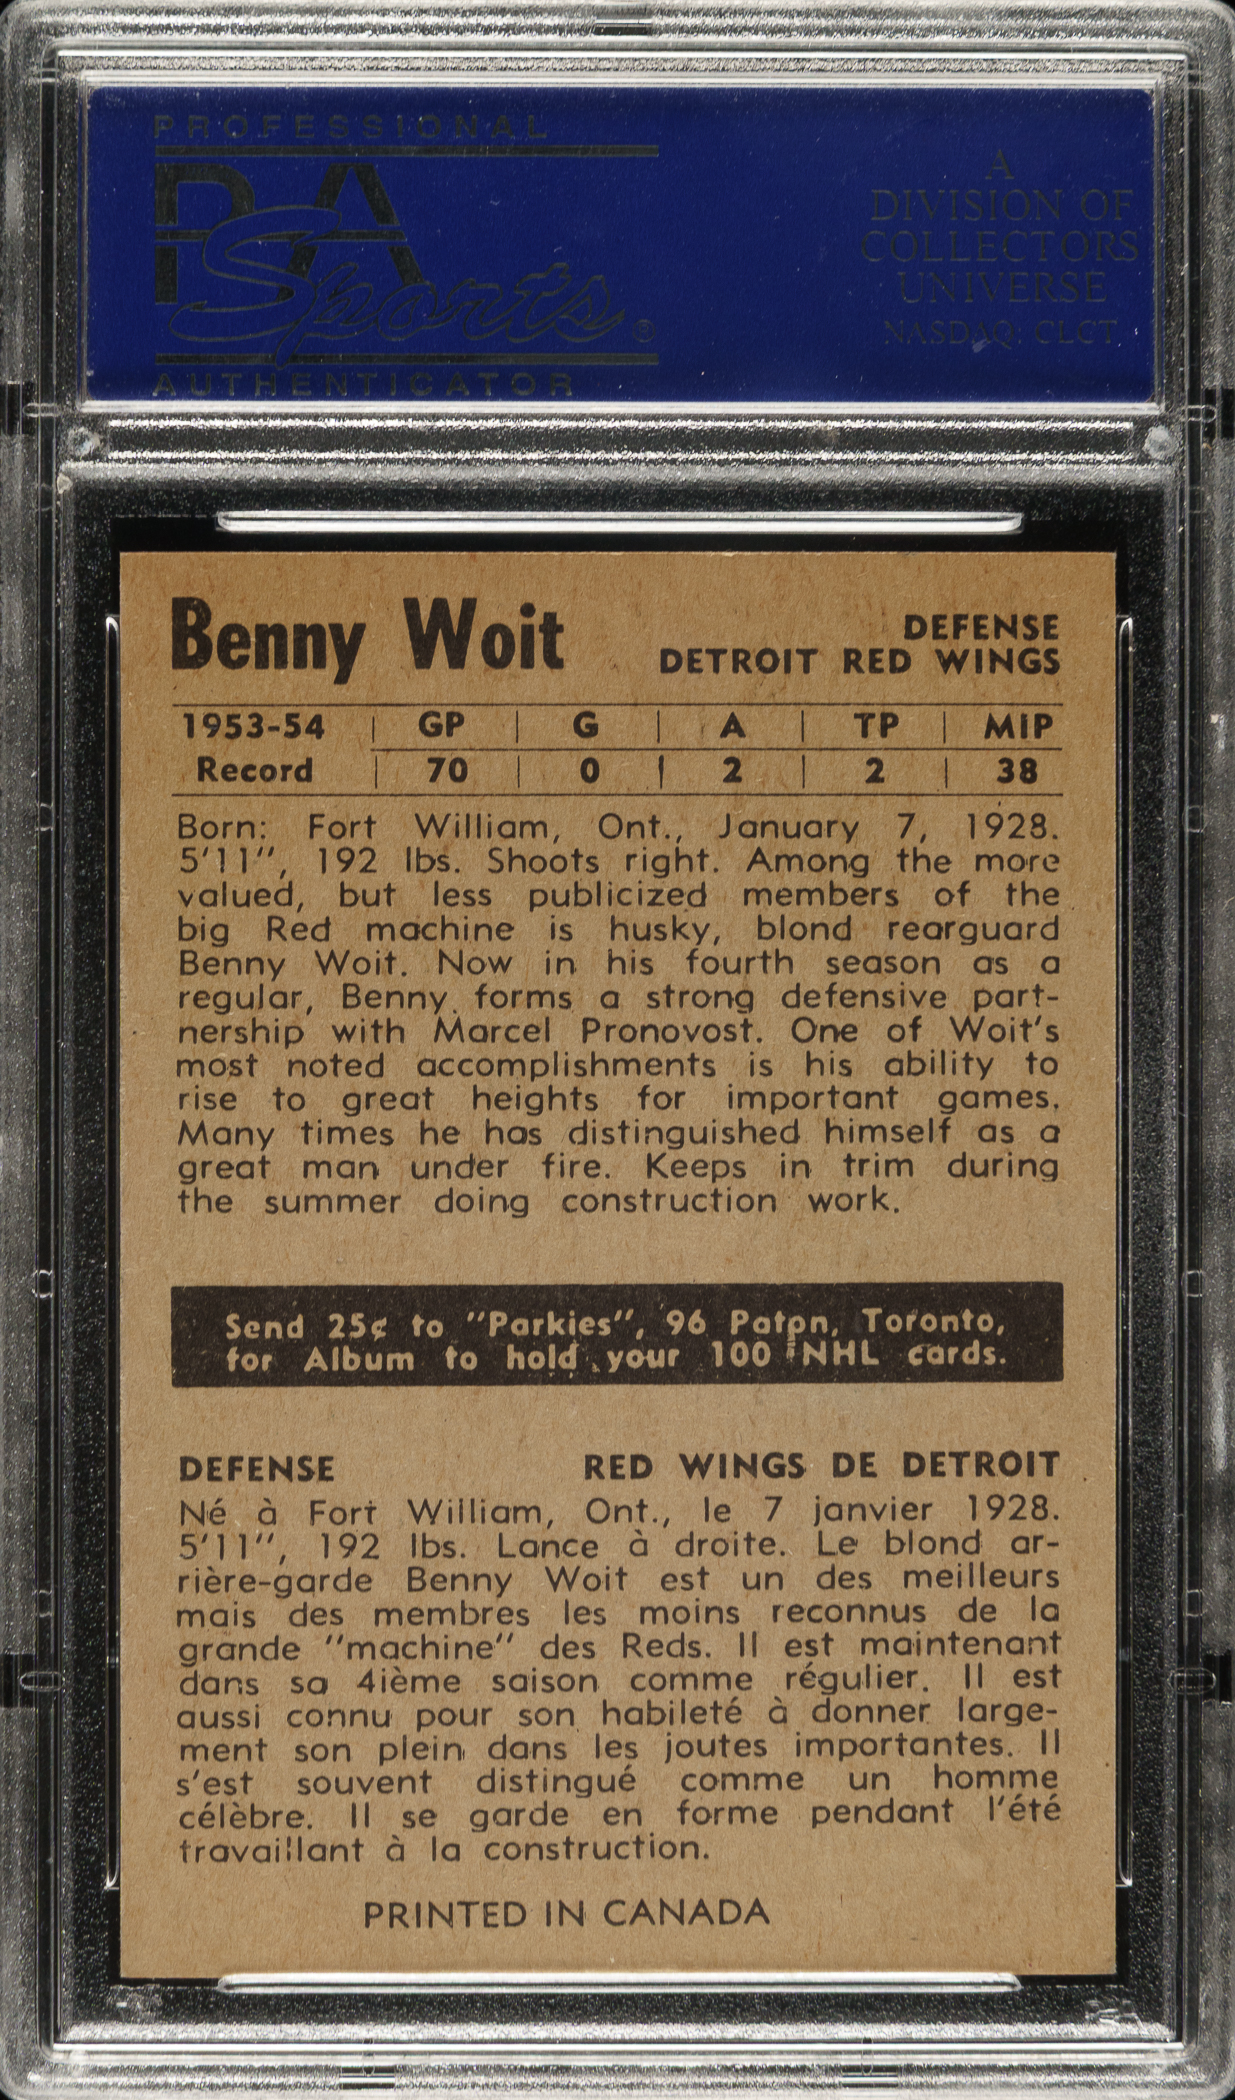 PROFESSIONAL
PSA
Sports®
AUTHENTICATOR
A
DIVISION OF
COLLECTORS
UNIVERSE
NASDAQ: CLCT
Benny Woit
DEFENSE
DETROIT RED WINGS
1953-54 | GP | G | A | TP | MIP
Record | 70 | 0 | 2 | 2 | 38
Born: Fort William, Ont., January 7, 1928.
5'11", 192 lbs. Shoots right. Among the more
valued, but less publicized members of the
big Red machine is husky, blond rearguard
Benny Woit. Now in his fourth season as a
regular, Benny forms a strong defensive part-
nership with Marcel Pronovost. One of Woit's
most noted accomplishments is his ability to
rise to great heights for important games.
Many times he has distinguished himself as a
great man under fire. Keeps in trim during
the summer doing construction work.
Send 25¢ to "Parkies", 96 Paton, Toronto,
for Album to hold your 100 NHL cards.
DEFENSE RED WINGS DE DETROIT
Né à Fort William, Ont., le 7 janvier 1928.
5'11", 192 lbs. Lance à droite. Le blond ar-
rière-garde Benny Woit est un des meilleurs
mais des membres les moins reconnus de la
grande "machine" des Reds. Il est maintenant
dans sa 4ième saison comme régulier. Il est
aussi connu pour son habileté à donner large-
ment son plein dans les joutes importantes. Il
s'est souvent distingué comme un homme
célèbre. Il se garde en forme pendant l'été
travaillant à la construction.
PRINTED IN CANADA